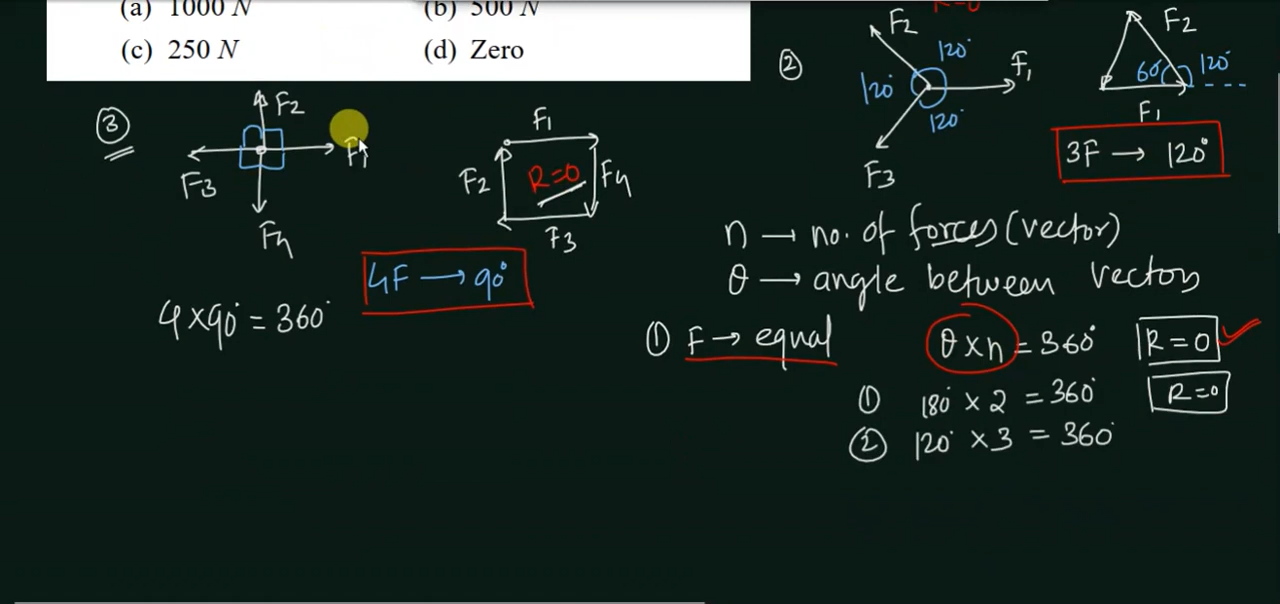 (a) 1000 N (b) 500 N
(c) 250 N (d) Zero
R=0
②
F2
120°
F1
120°
120°
F3
F2
60° 120°
F1
3F → 120°
③
F2
F1
F3
F4
F1
F2 R=0 F4
F3
4F → 90°
4×90° = 360°
n → no. of forces (vector)
θ → angle between vectors
① F → equal θ×n = 360° R=0
① 180° × 2 = 360° R=0
② 120° × 3 = 360°